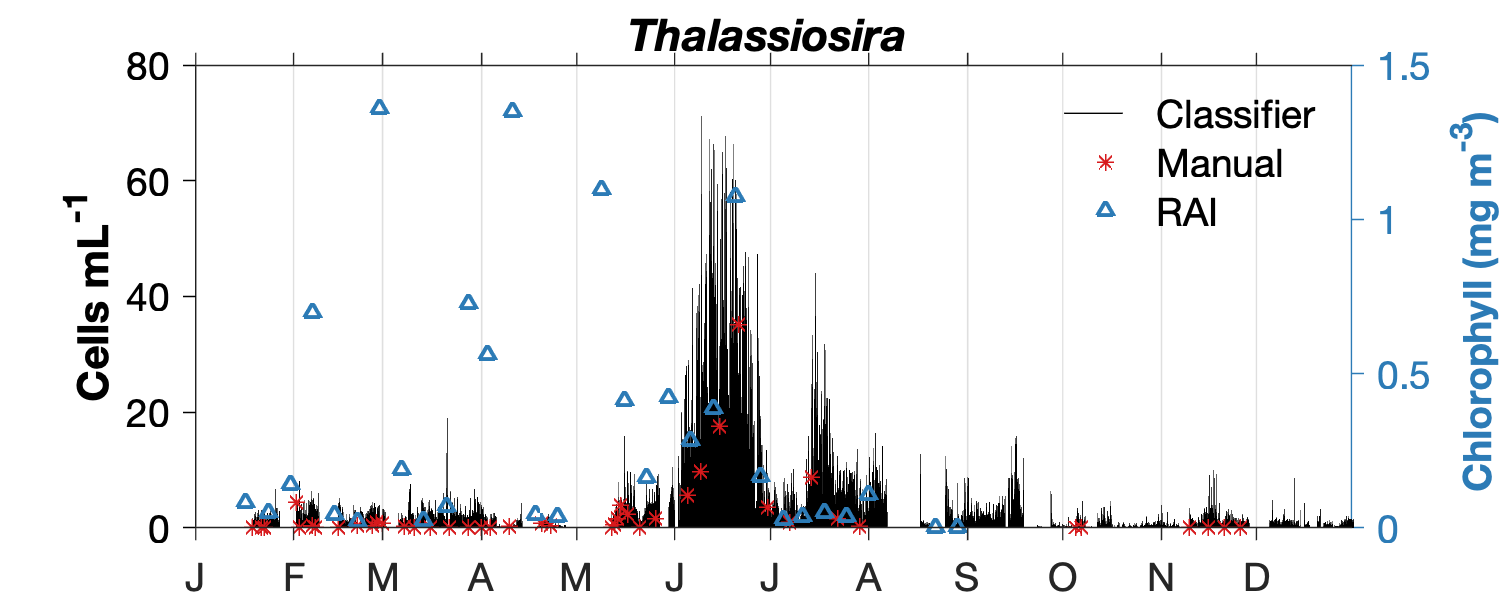 Thalassiosira
80
60
40
20
0
Cells mL-1
1.5
1
0.5
0
Chlorophyll (mg m-3)
Classifier
Manual
RAI
J F M A M J J A S O N D